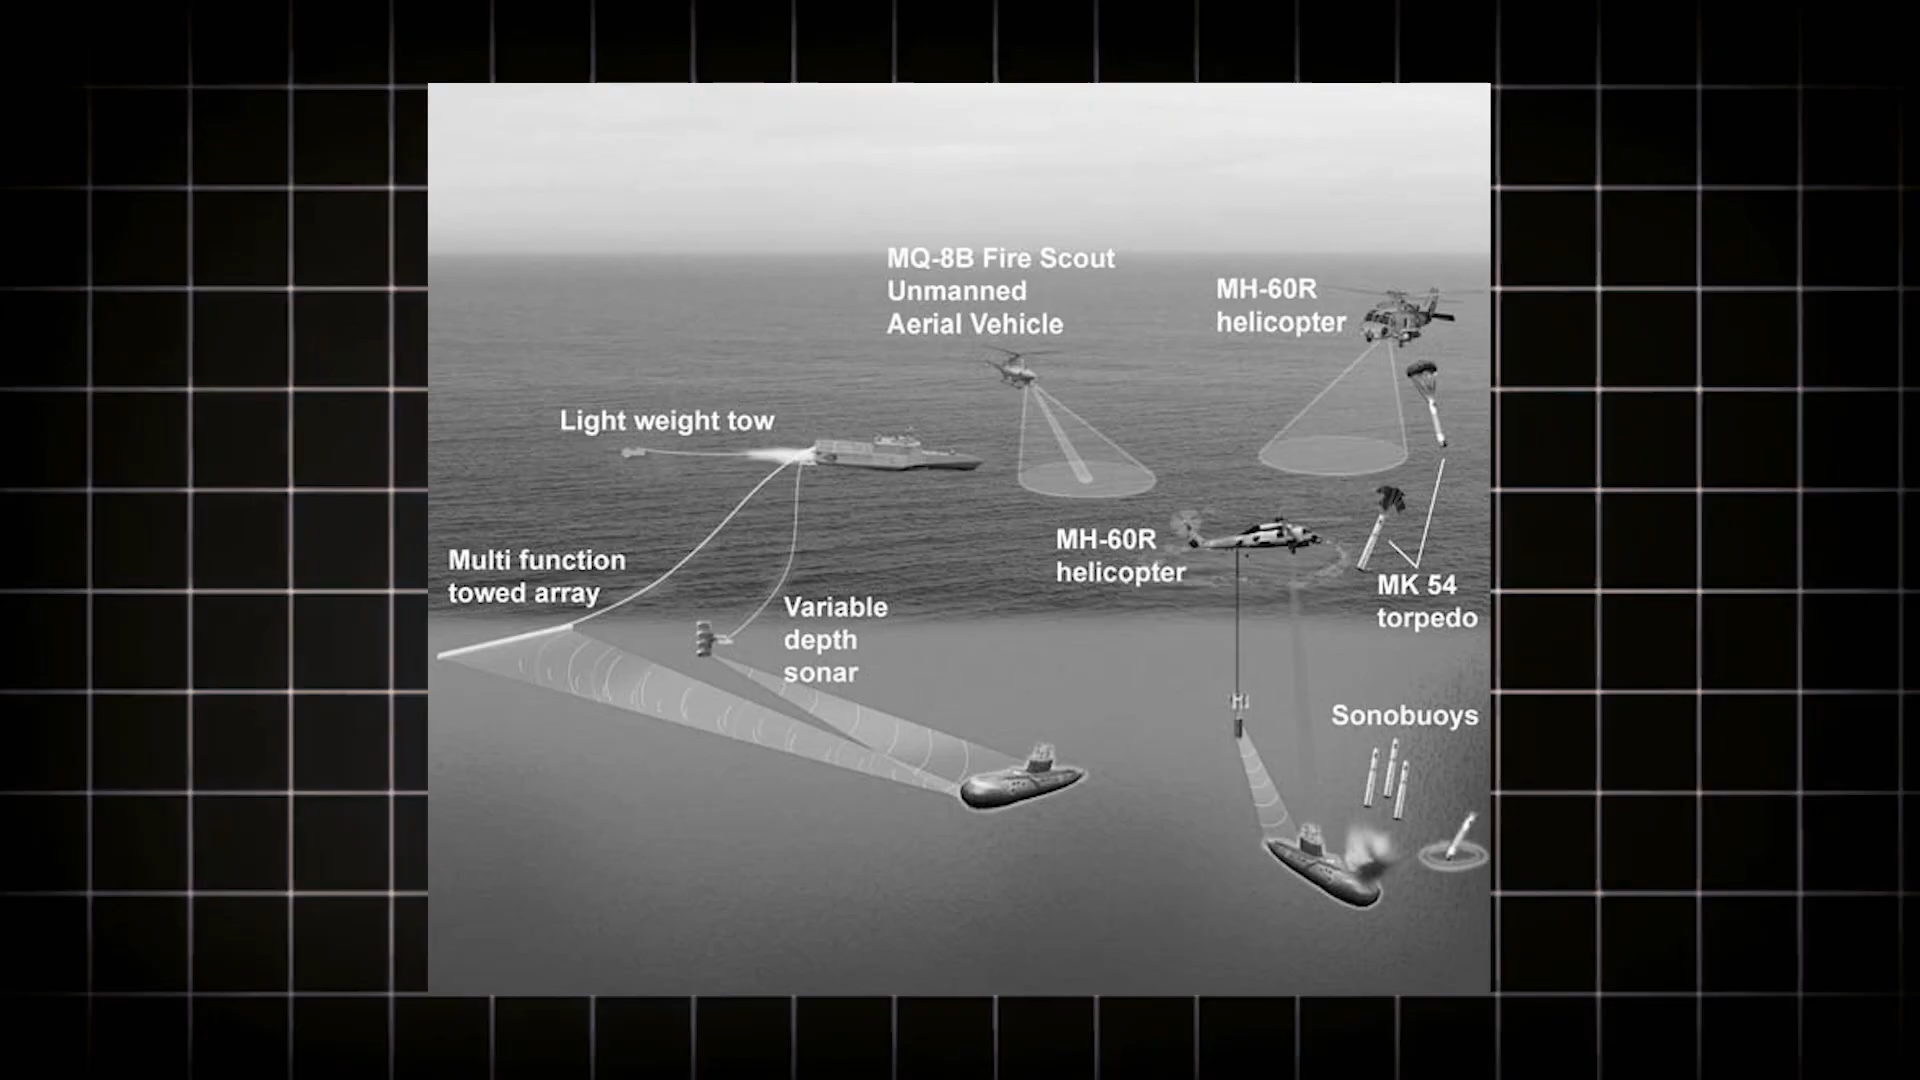 MQ-8B Fire Scout
Unmanned
Aerial Vehicle
MH-60R
helicopter
Light weight tow
MH-60R
helicopter
Multi function
towed array
MK 54
torpedo
Variable
depth
sonar
Sonobuoys